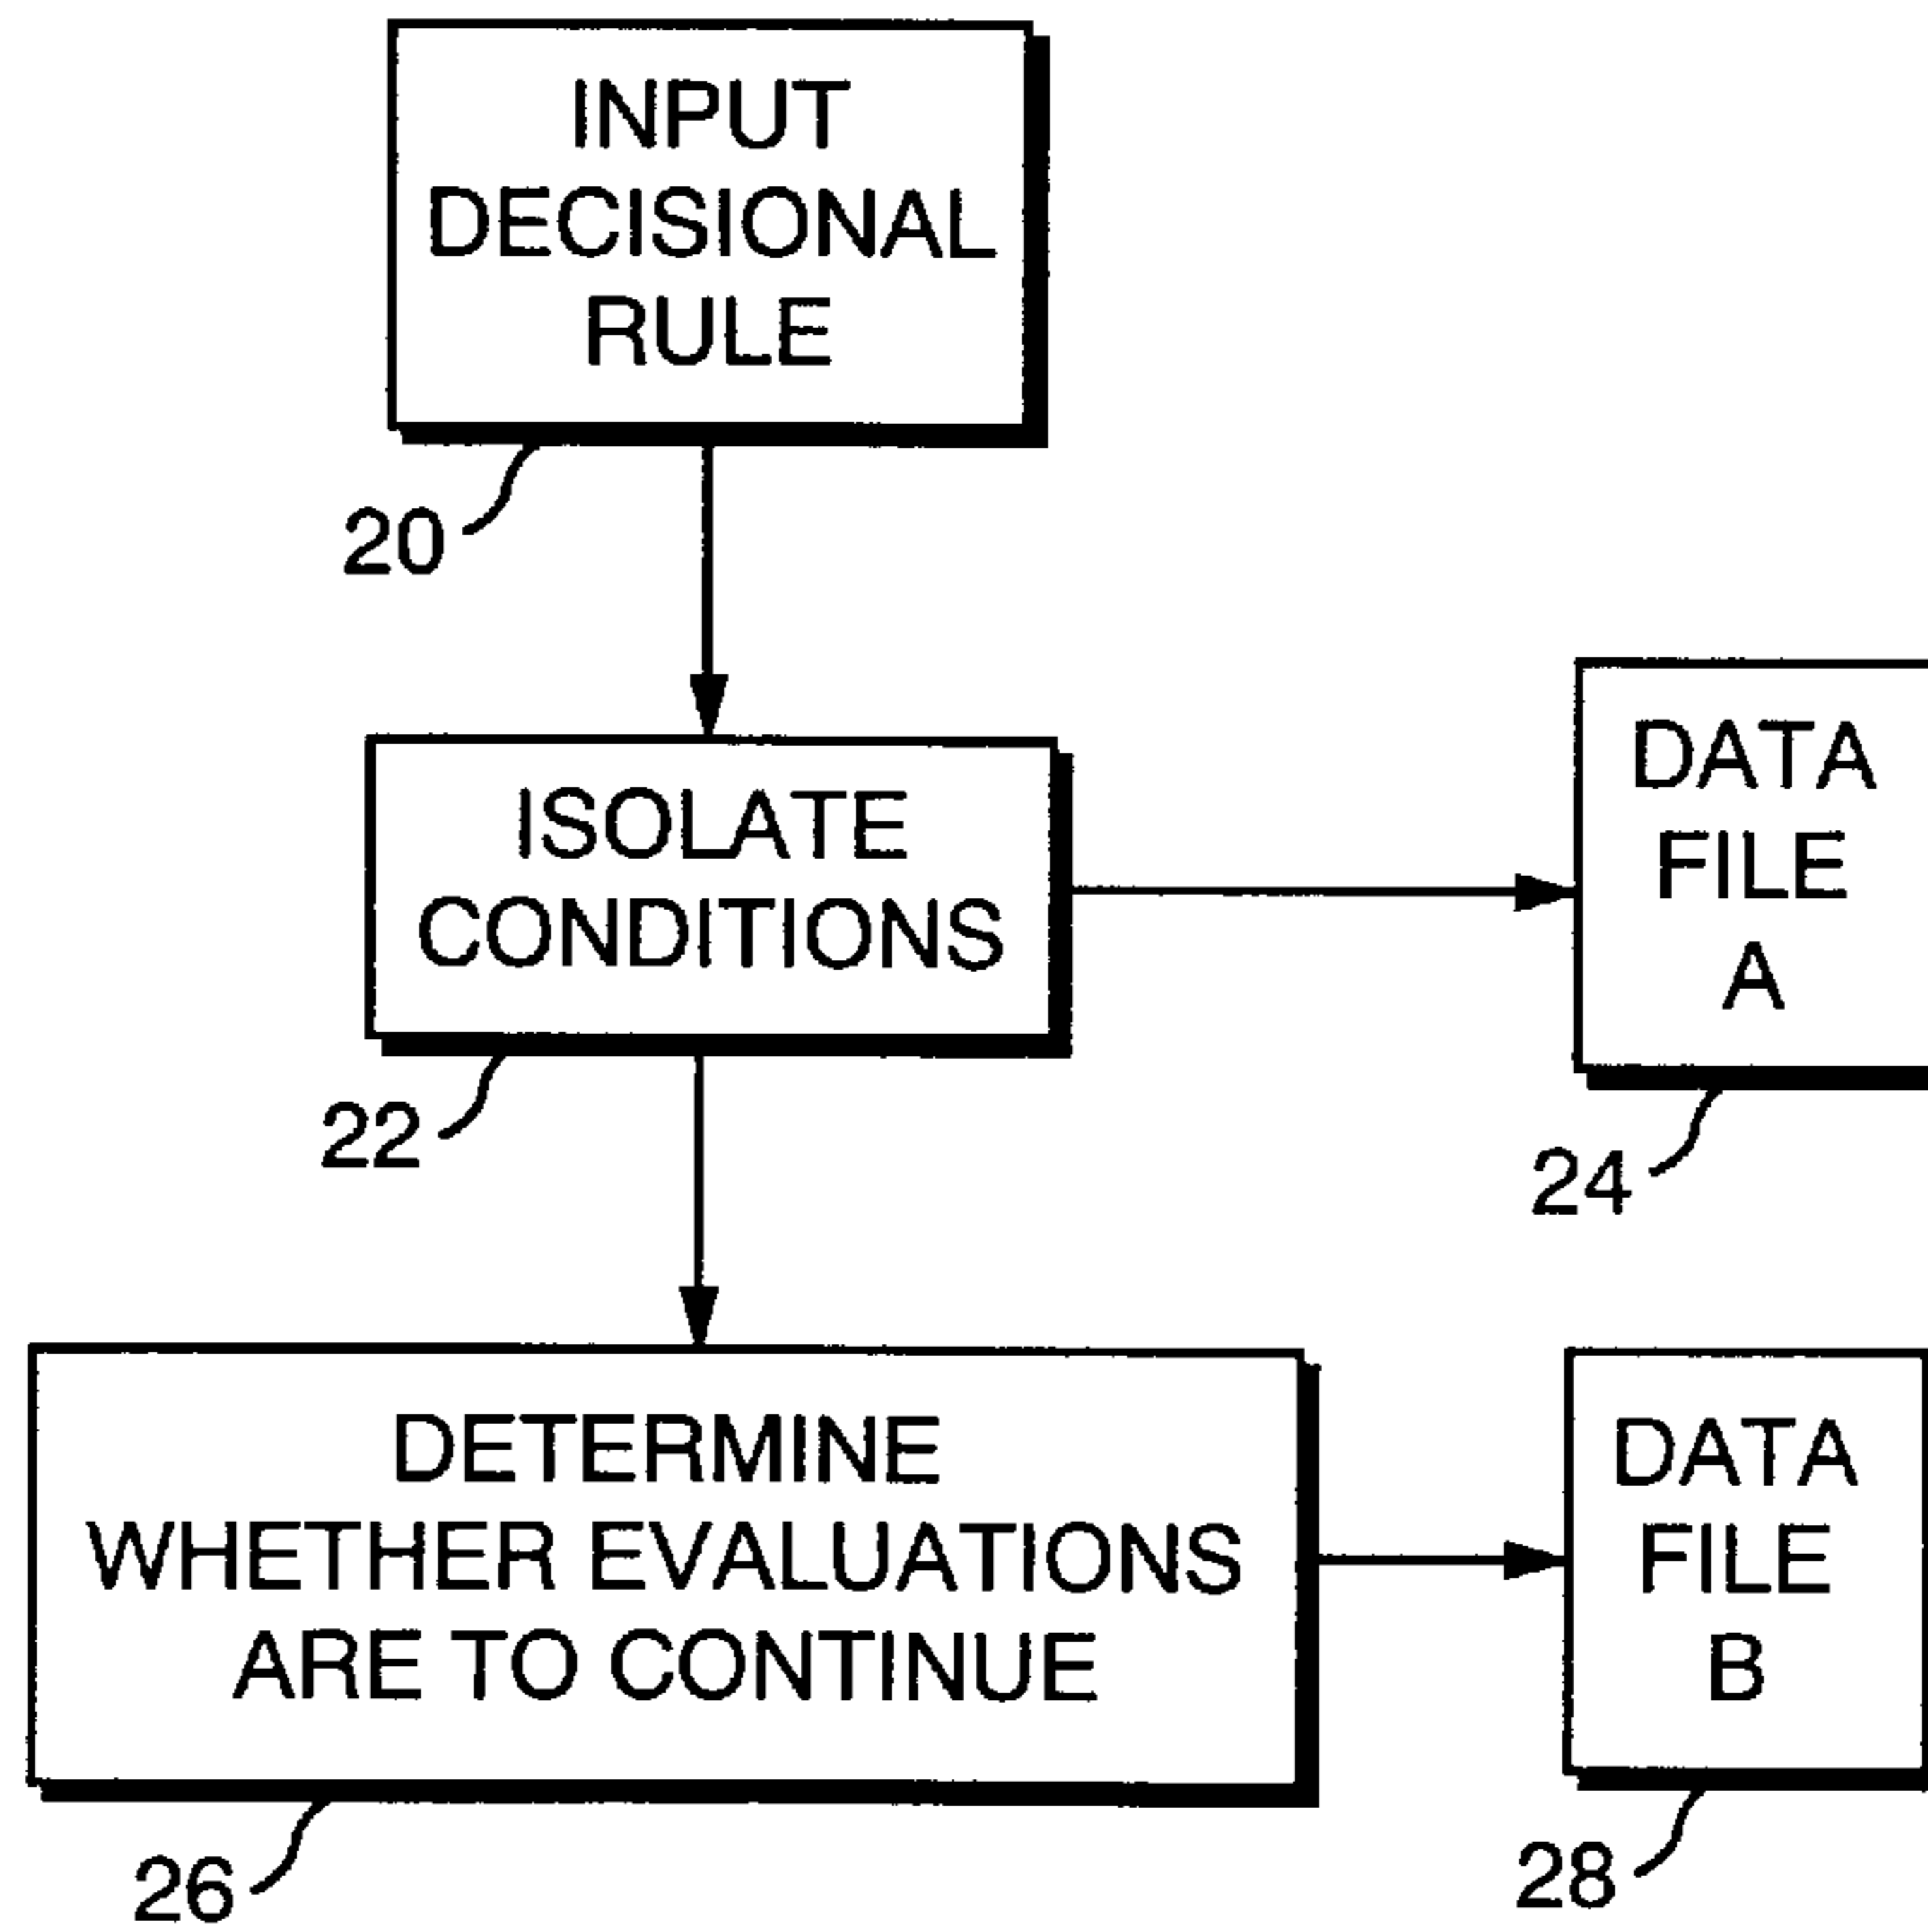 INPUT
DECISIONAL
RULE
20
ISOLATE
CONDITIONS
22
DATA
FILE
A
24
DETERMINE
WHETHER EVALUATIONS
ARE TO CONTINUE
26
DATA
FILE
B
28